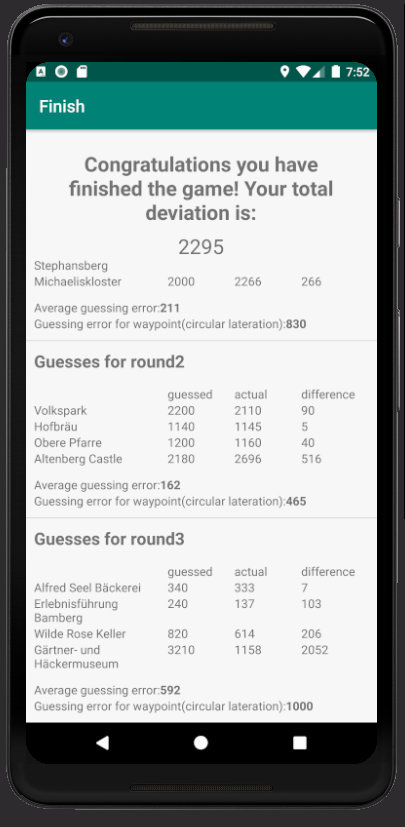 7:52
Finish
Congratulations you have
finished the game! Your total
deviation is:
2295
Stephansberg
Michaeliskloster 2000 2266 266
Average guessing error:211
Guessing error for waypoint(circular lateration):830
Guesses for round2
guessed actual difference
Volkspark 2200 2110 90
Hofbräu 1140 1145 5
Obere Pfarre 1200 1160 40
Altenberg Castle 2180 2696 516
Average guessing error:162
Guessing error for waypoint(circular lateration):465
Guesses for round3
guessed actual difference
Alfred Seel Bäckerei 340 333 7
Erlebnisführung 240 137 103
Bamberg
Wilde Rose Keller 820 614 206
Gärtner- und 3210 1158 2052
Häckermuseum
Average guessing error:592
Guessing error for waypoint(circular lateration):1000